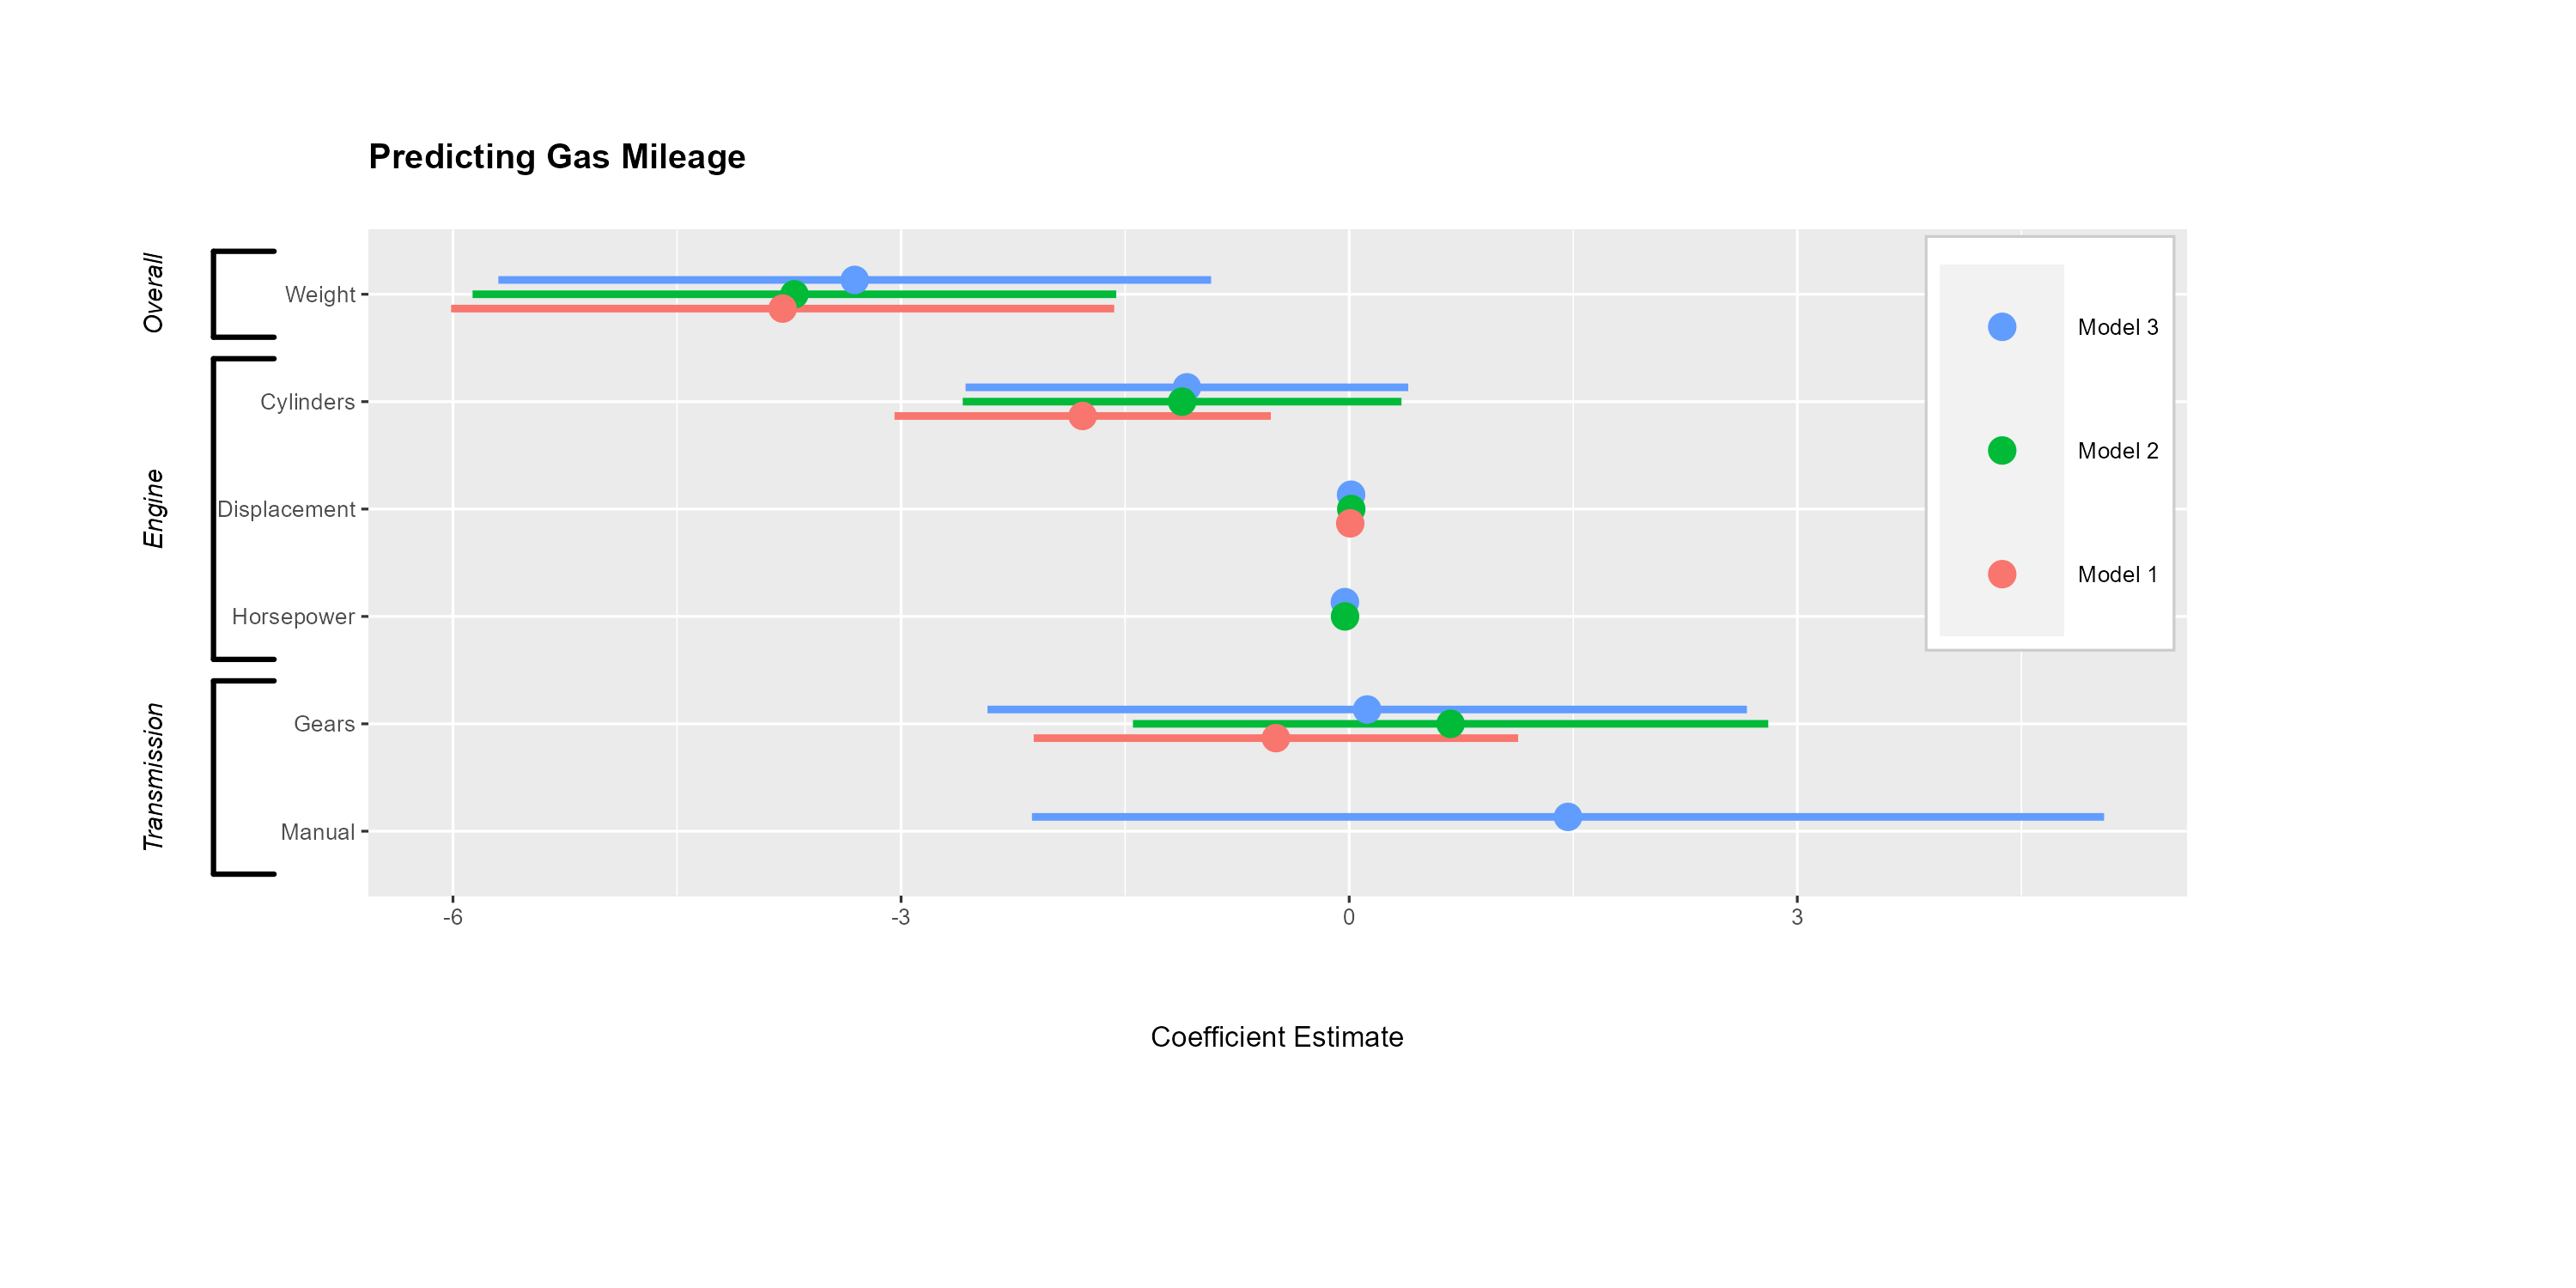 Predicting Gas Mileage
Overall
Weight
Engine
Cylinders
Displacement
Horsepower
Transmission
Gears
Manual
Model 3
Model 2
Model 1
-6
-3
0
3
Coefficient Estimate